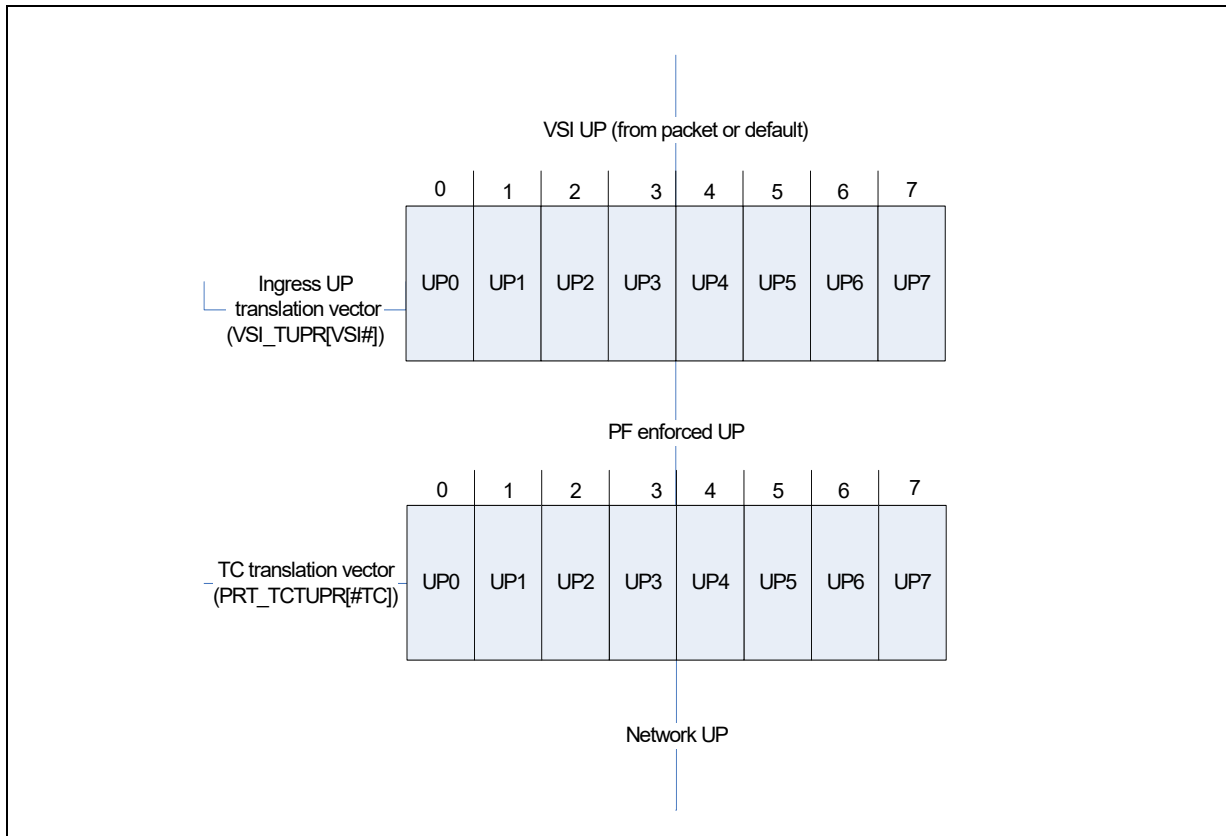 VSI UP (from packet or default)
0 1 2 3 4 5 6 7
Ingress UP
translation vector
(VSI_TUPR[VSI#])
UP0 UP1 UP2 UP3 UP4 UP5 UP6 UP7
PF enforced UP
0 1 2 3 4 5 6 7
TC translation vector
(PRT_TCTUPR[#TC])
UP0 UP1 UP2 UP3 UP4 UP5 UP6 UP7
Network UP